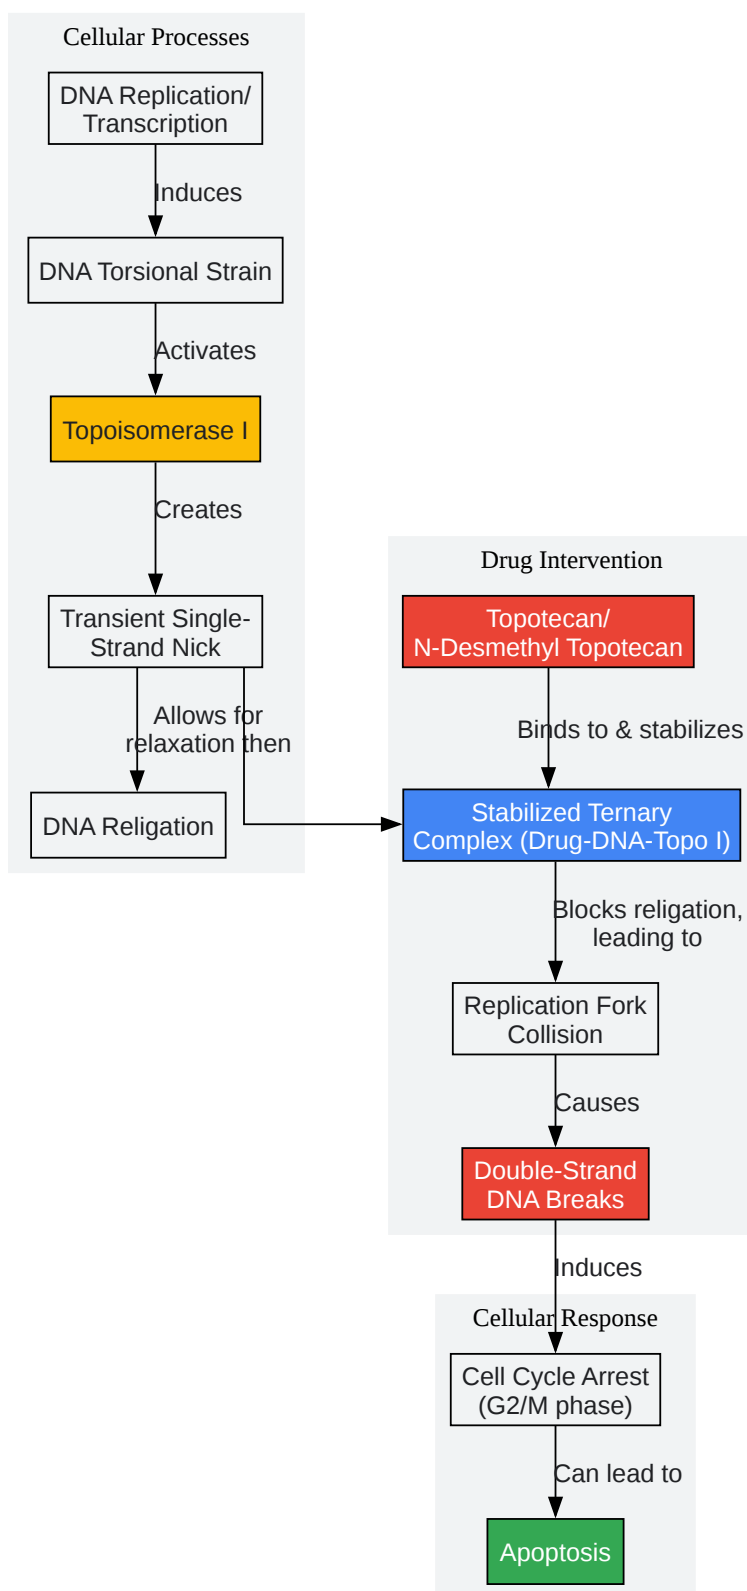 Cellular Processes
DNA Replication/
Transcription
Induces
DNA Torsional Strain
Activates
Topoisomerase I
Creates
Transient Single-
Strand Nick
Allows for
relaxation then
DNA Religation
Drug Intervention
Topotecan/
N-Desmethyl Topotecan
Binds to & stabilizes
Stabilized Ternary
Complex (Drug-DNA-Topo I)
Blocks religation,
leading to
Replication Fork
Collision
Causes
Double-Strand
DNA Breaks
Induces
Cellular Response
Cell Cycle Arrest
(G2/M phase)
Can lead to
Apoptosis